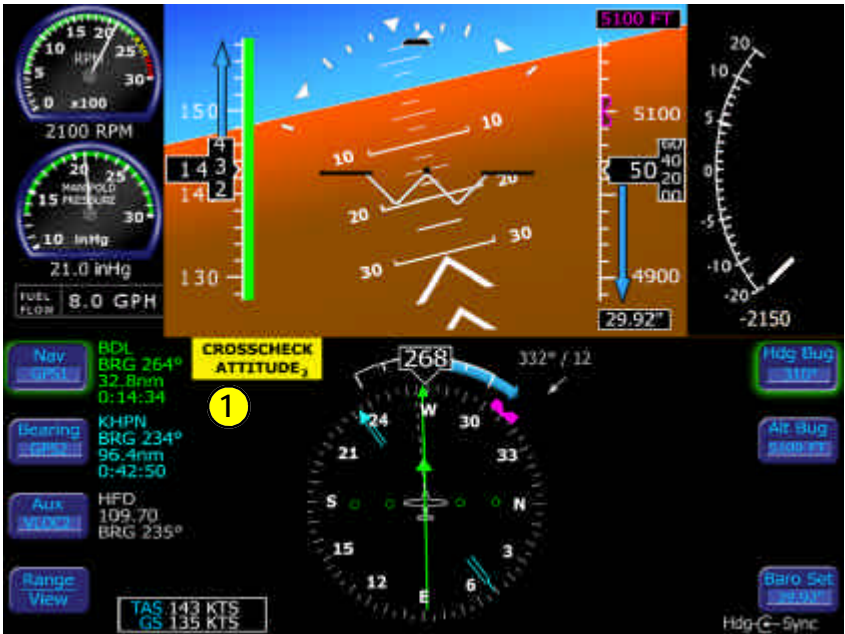 5100 FT
15 20
10 25
RPM
5 30
0 x100
2100 RPM
20 25
15 MANIFOLD
PRESSURE 30
10 inHg
21.0 inHg
FUEL
FLOW 8.0 GPH
150
4
14 3
2
14
130
10 10
20 20
30 30
5100
60
40
50 20
00
4900
29.92"
20
10
5
0
-5
-10
-20
-2150
Nav
GPS1
BDL
BRG 264°
32.8nm
0:14:34
CROSSCHECK
ATTITUDE2
1
268
332° / 12
Hdg Bug
310°
Bearing
GPS2
KHPN
BRG 234°
96.4nm
0:42:50
Alt Bug
5100 FT
Aux
VLOC2
HFD
109.70
BRG 235°
24 W 30
21 33
S N
15 3
12 E 6
Range
View
TAS 143 KTS
GS 135 KTS
Baro Set
29.92"
Hdg Sync